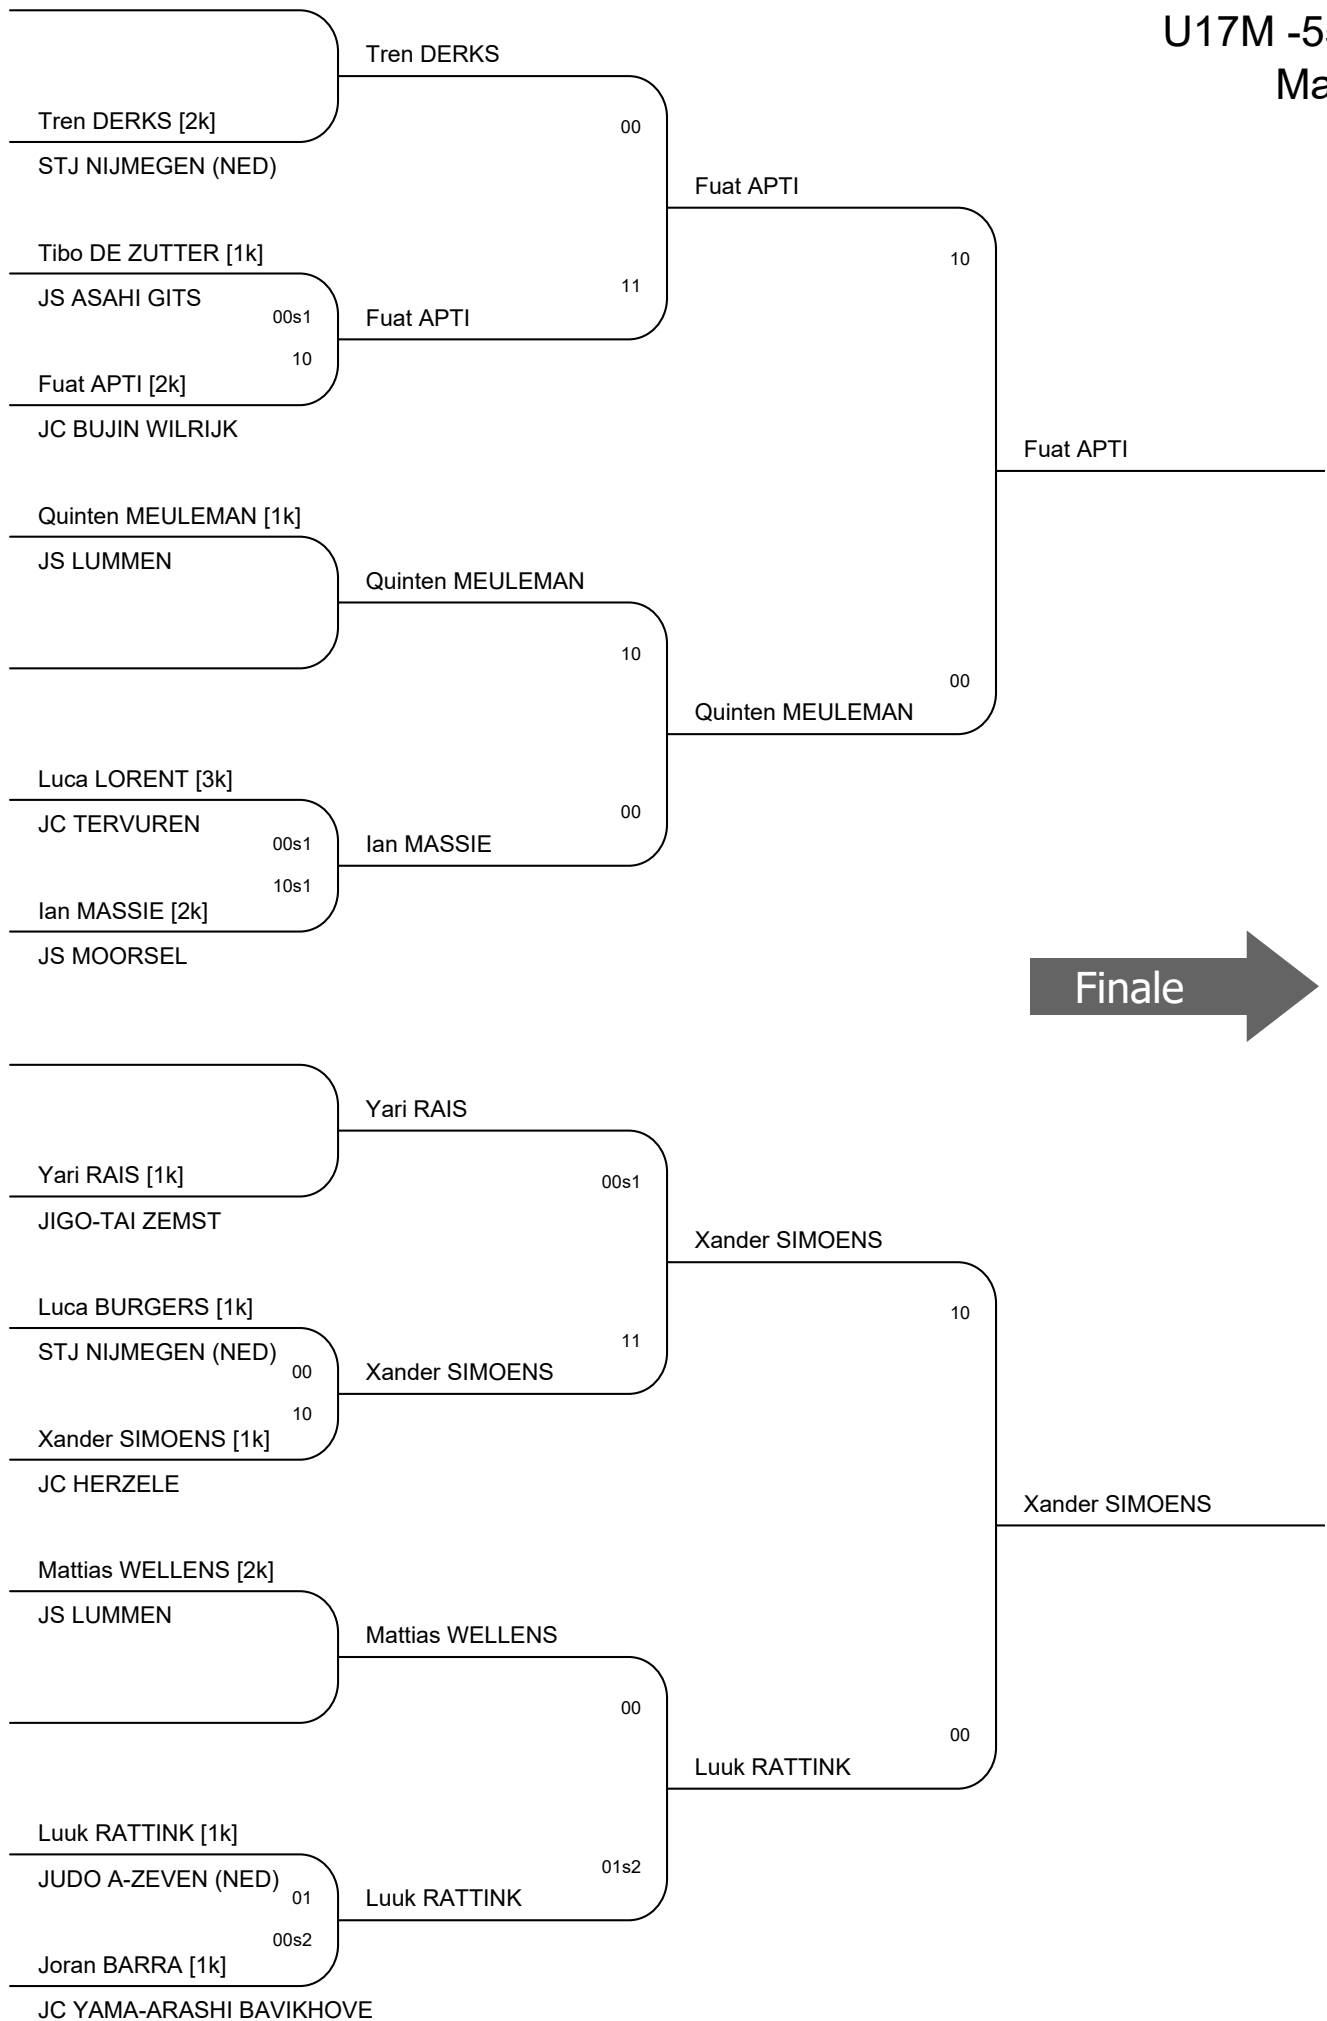 U17M -5
Ma
Tren DERKS
Tren DERKS [2k]
00
STJ NIJMEGEN (NED)
Fuat APTI
Tibo DE ZUTTER [1k]
10
JS ASAHI GITS
11
00s1
Fuat APTI
10
Fuat APTI [2k]
JC BUJIN WILRIJK
Fuat APTI
Quinten MEULEMAN [1k]
JS LUMMEN
Quinten MEULEMAN
10
00
Quinten MEULEMAN
Luca LORENT [3k]
00
JC TERVUREN
00s1
Ian MASSIE
10s1
Ian MASSIE [2k]
JS MOORSEL
Finale
Yari RAIS
Yari RAIS [1k]
00s1
JIGO-TAI ZEMST
Xander SIMOENS
Luca BURGERS [1k]
10
STJ NIJMEGEN (NED)
11
00
Xander SIMOENS
10
Xander SIMOENS [1k]
JC HERZELE
Xander SIMOENS
Mattias WELLENS [2k]
JS LUMMEN
Mattias WELLENS
00
00
Luuk RATTINK
Luuk RATTINK [1k]
01s2
JUDO A-ZEVEN (NED)
01
Luuk RATTINK
00s2
Joran BARRA [1k]
JC YAMA-ARASHI BAVIKHOVE